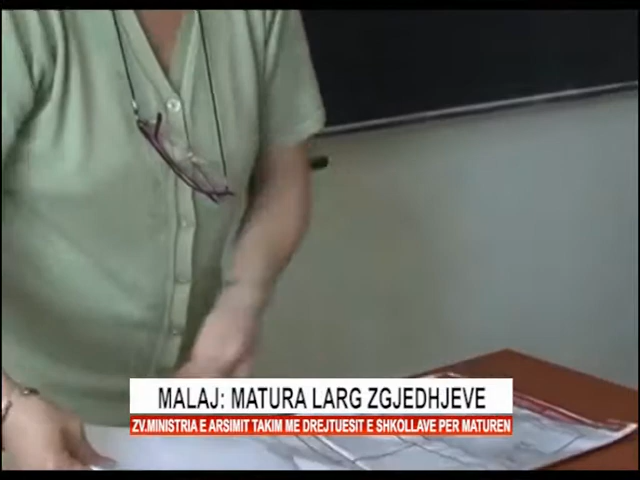 MALAJ: MATURA LARG ZGJEDHJEVE
ZV.MINISTRIA E ARSIMIT TAKIM ME DREJTUESIT E SHKOLLAVE PER MATUREN